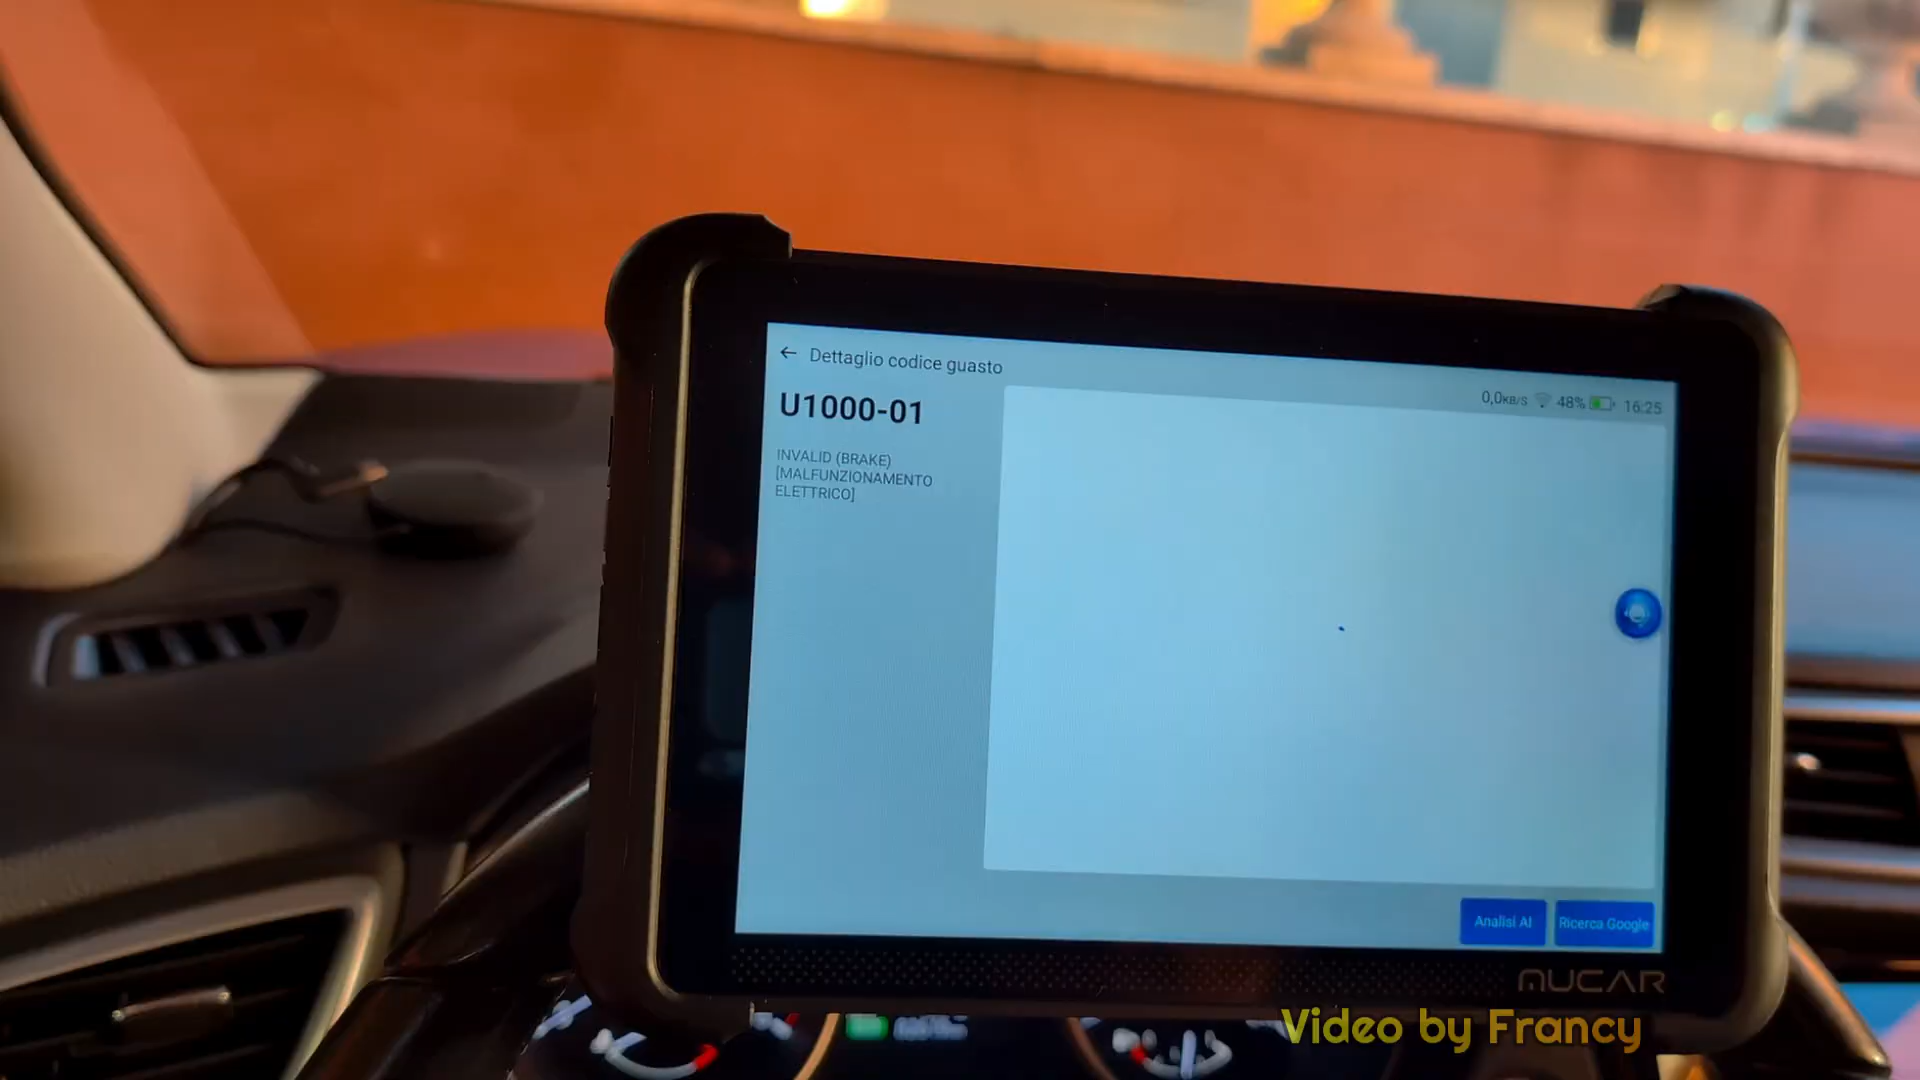 Dettaglio codice guasto
0,0KB/S 48% 16:25
U1000-01
INVALID (BRAKE)
[MALFUNZIONAMENTO
ELETTRICO]
Analisi AI
Ricerca Google
MUCAR
Video by Francy